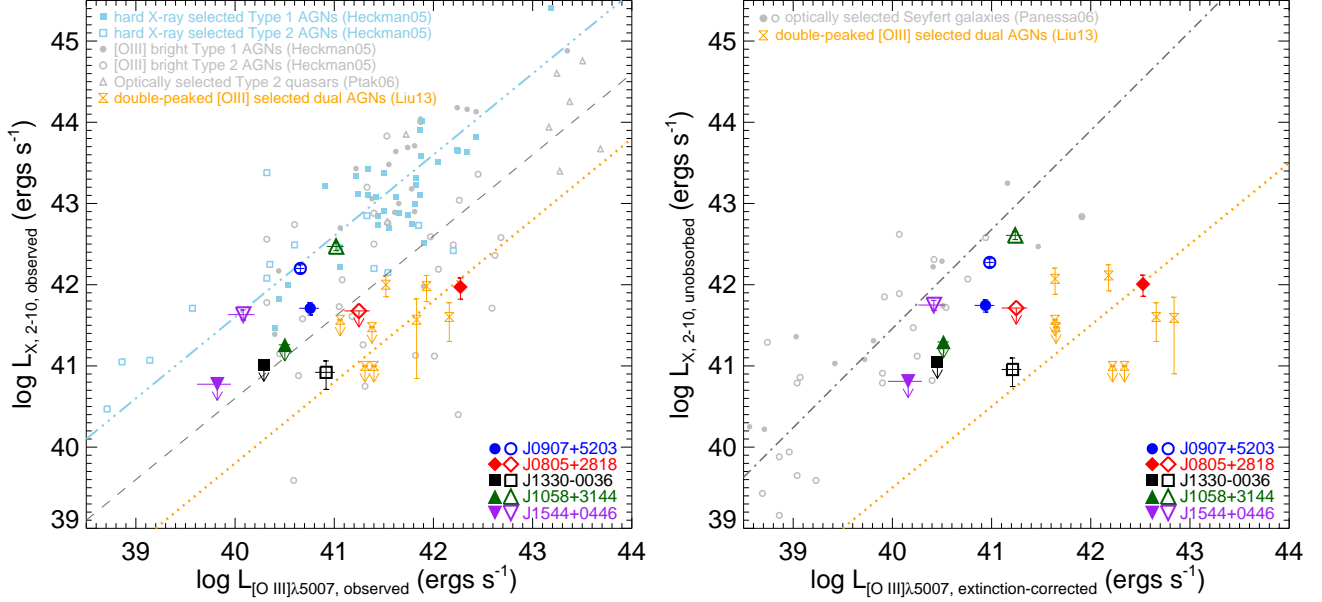 hard X-ray selected Type 1 AGNs (Heckman05)
hard X-ray selected Type 2 AGNs (Heckman05)
[OIII] bright Type 1 AGNs (Heckman05)
[OIII] bright Type 2 AGNs (Heckman05)
Optically selected Type 2 quasars (Ptak06)
double-peaked [OIII] selected dual AGNs (Liu13)
45
44
43
42
41
40
39
log L X, 2-10, observed (ergs s⁻¹)
J0907+5203
J0805+2818
J1330-0036
J1058+3144
J1544+0446
39 40 41 42 43 44
log L [O III]λ5007, observed (ergs s⁻¹)
optically selected Seyfert galaxies (Panessa06)
double-peaked [OIII] selected dual AGNs (Liu13)
45
44
43
42
41
40
39
log L X, 2-10, unobsorbed (ergs s⁻¹)
J0907+5203
J0805+2818
J1330-0036
J1058+3144
J1544+0446
39 40 41 42 43 44
log L [O III]λ5007, extinction-corrected (ergs s⁻¹)